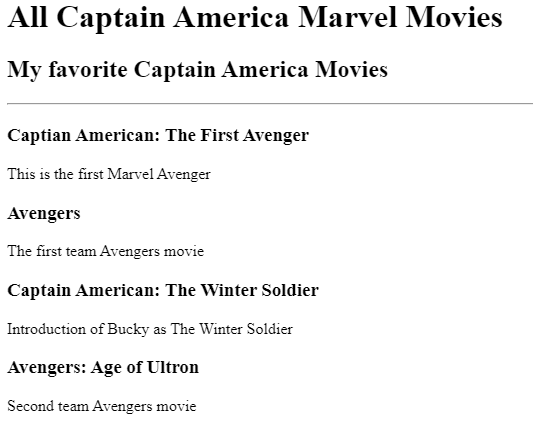 All Captain America Marvel Movies
My favorite Captain America Movies
Captian American: The First Avenger
This is the first Marvel Avenger
Avengers
The first team Avengers movie
Captain American: The Winter Soldier
Introduction of Bucky as The Winter Soldier
Avengers: Age of Ultron
Second team Avengers movie